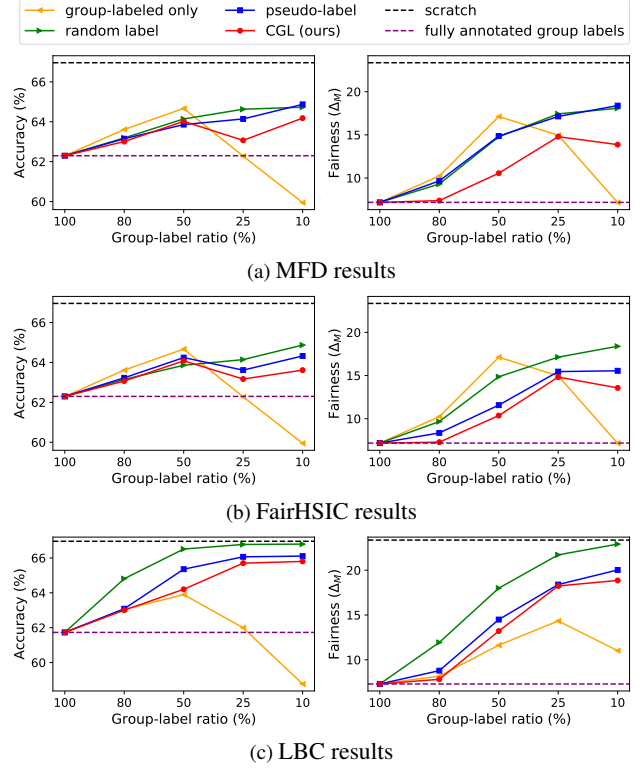 group-labeled only
random label
pseudo-label
CGL (ours)
scratch
fully annotated group labels
Accuracy (%)
66
64
62
60
100 80 50 25 10
Group-label ratio (%)
Fairness (Δ_M)
20
15
10
100 80 50 25 10
Group-label ratio (%)
(a) MFD results
Accuracy (%)
66
64
62
60
100 80 50 25 10
Group-label ratio (%)
Fairness (Δ_M)
20
15
10
100 80 50 25 10
Group-label ratio (%)
(b) FairHSIC results
Accuracy (%)
66
64
62
60
100 80 50 25 10
Group-label ratio (%)
Fairness (Δ_M)
20
15
10
100 80 50 25 10
Group-label ratio (%)
(c) LBC results